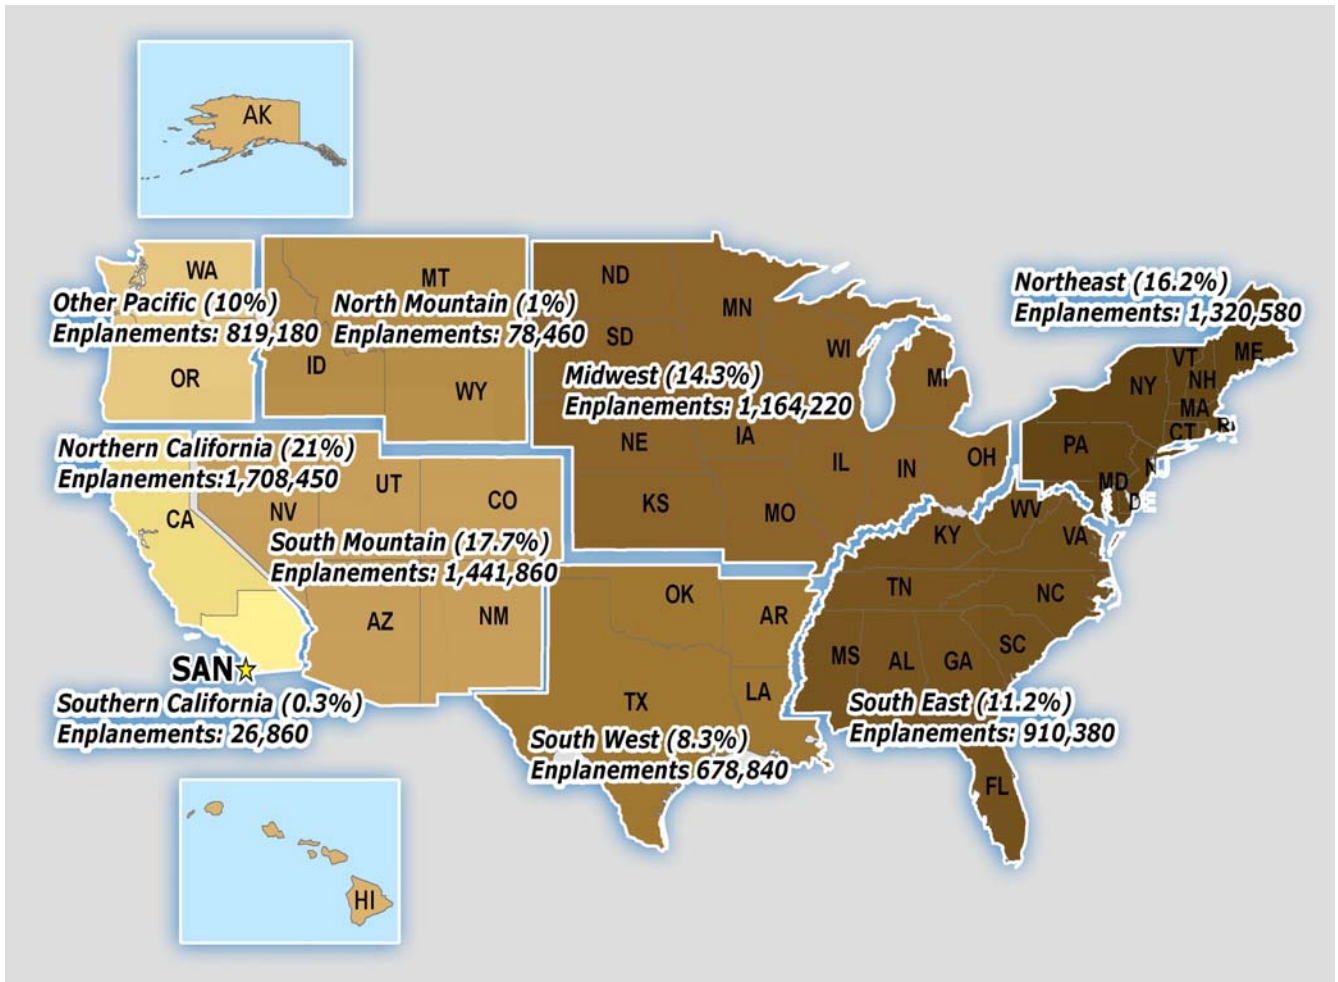 AK
WA
MT
ND
MN
Northeast (16.2%)
Enplanements: 1,320,580
Other Pacific (10%)
Enplanements: 819,180
North Mountain (1%)
Enplanements: 78,460
SD
WI
MI
VT
ME
NH
NY
MA
CT
RI
OR
ID
WY
Midwest (14.3%)
Enplanements: 1,164,220
NE
IA
IL
IN
OH
PA
MD
Northern California (21%)
Enplanements:1,708,450
UT
CO
KS
MO
WV
VA
KY
CA
NV
South Mountain (17.7%)
Enplanements: 1,441,860
AZ
NM
OK
AR
TN
NC
SC
MS
AL
GA
SAN
Southern California (0.3%)
Enplanements: 26,860
TX
LA
South West (8.3%)
Enplanements 678,840
South East (11.2%)
Enplanements: 910,380
FL
HI